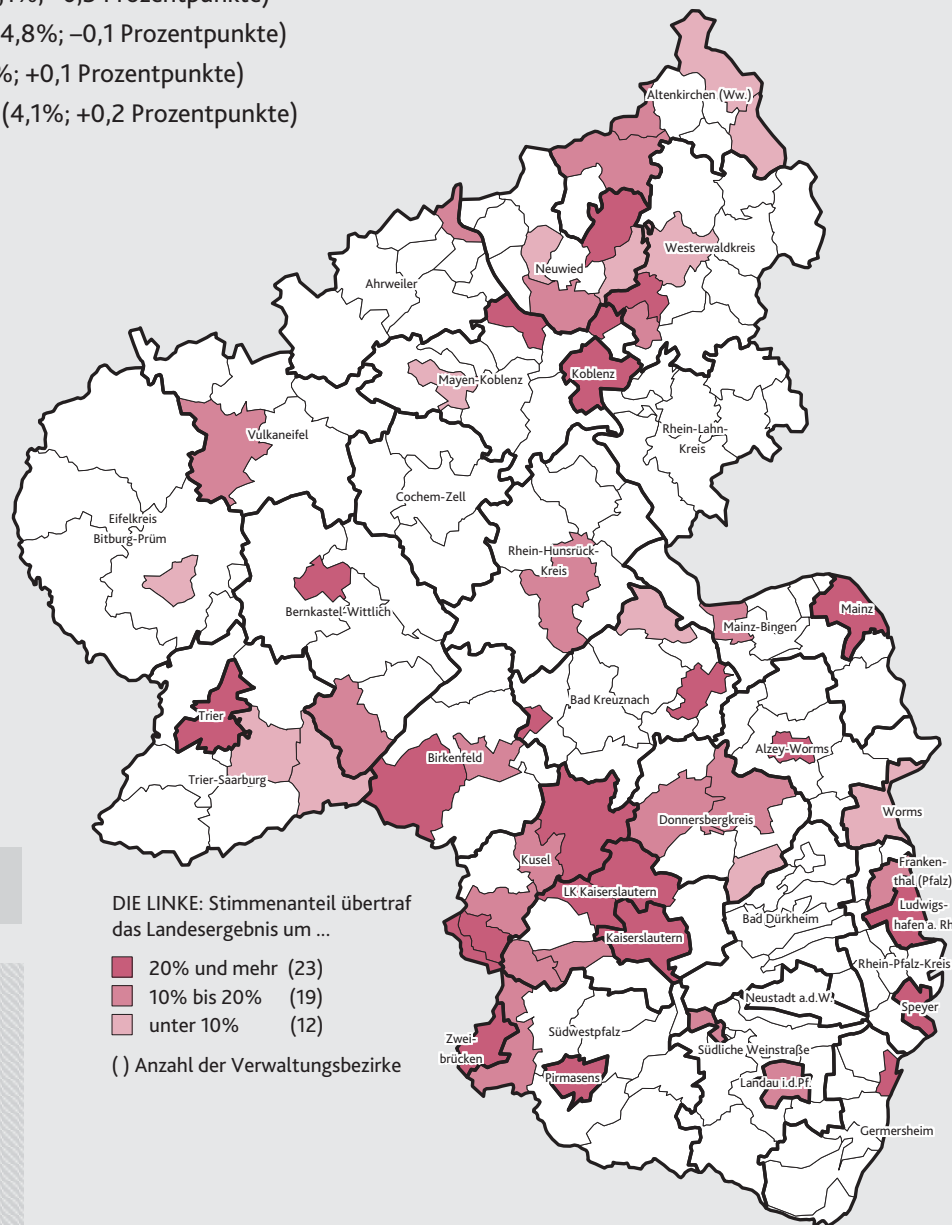 0,3 Prozentpunkte)
4,8%; –0,1 Prozentpunkte)
%; +0,1 Prozentpunkte)
(4,1%; +0,2 Prozentpunkte)
Altenkirchen (Ww.)
Westerwaldkreis
Neuwied
Ahrweiler
Koblenz
Mayen-Koblenz
Rhein-Lahn-
Kreis
Vulkaneifel
Cochem-Zell
Eifelkreis
Bitburg-Prüm
Rhein-Hunsrück-
Kreis
Bernkastel-Wittlich
Mainz
Mainz-Bingen
Bad Kreuznach
Trier
Alzey-Worms
Birkenfeld
Trier-Saarburg
Worms
Donnersbergkreis
Kusel
Franken-
thal (Pfalz)
LK Kaiserslautern
Ludwigs-
hafen a. Rh
Bad Dürkheim
Kaiserslautern
Rhein-Pfalz-Kreis
Neustadt a.d.W.
Speyer
Südwestpfalz
Zwei-
brücken
Südliche Weinstraße
Pirmasens
Landau i.d.Pf.
Germersheim
DIE LINKE: Stimmenanteil übertraf
das Landesergebnis um ...
20% und mehr (23)
10% bis 20% (19)
unter 10% (12)
( ) Anzahl der Verwaltungsbezirke